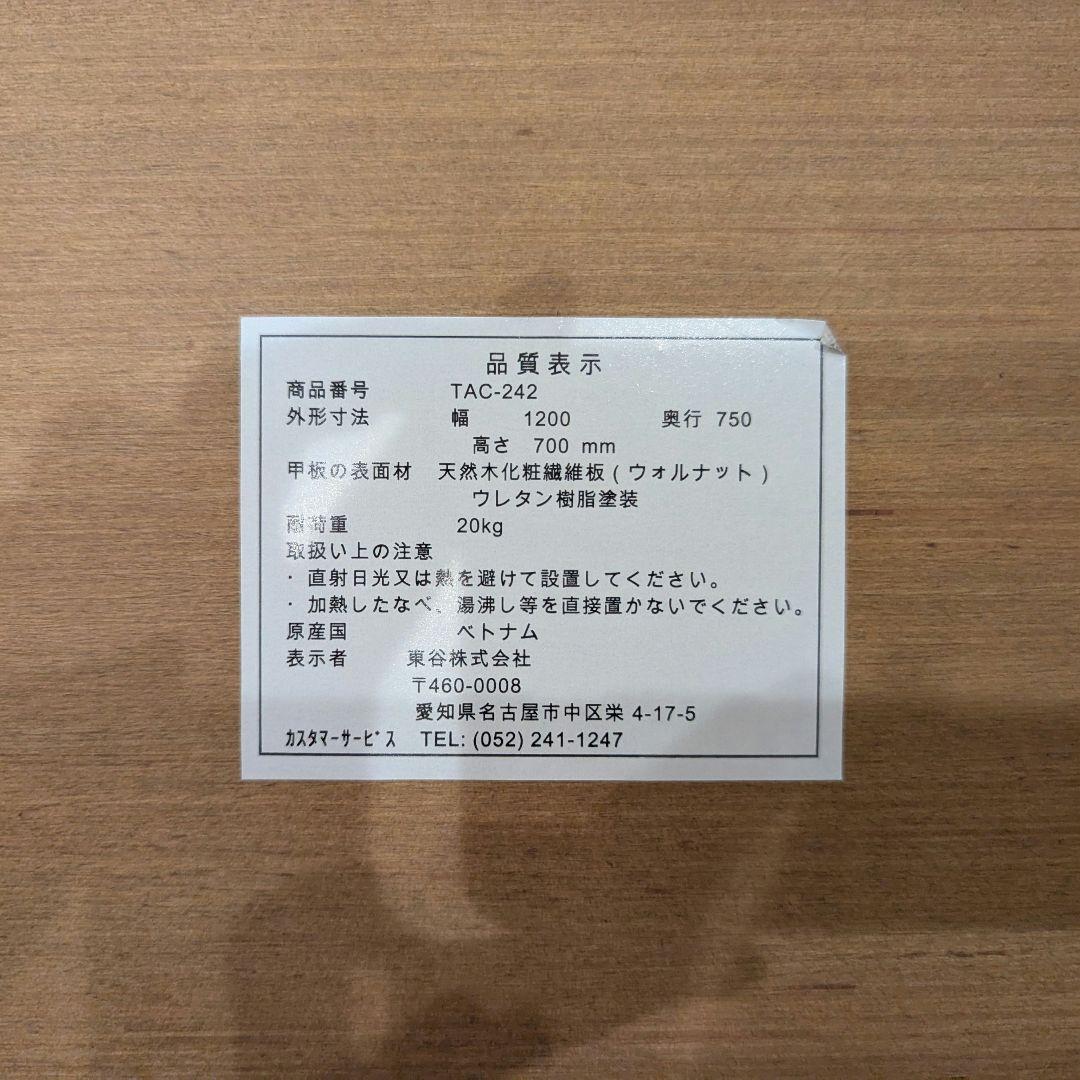 品質表示
商品番号 TAC-242
外形寸法 幅 1200 奥行 750
高さ 700 mm
甲板の表面材 天然木化粧繊維板(ウォルナット)
ウレタン樹脂塗装
耐荷重 20kg
取扱い上の注意
・直射日光又は熱を避けて設置してください。
・加熱したなべ、湯沸し等を直接置かないでください。
原産国 ベトナム
表示者 東谷株式会社
〒460-0008
愛知県名古屋市中区栄 4-17-5
ｶｽﾀﾏｰｻｰﾋﾞｽ TEL: (052) 241-1247